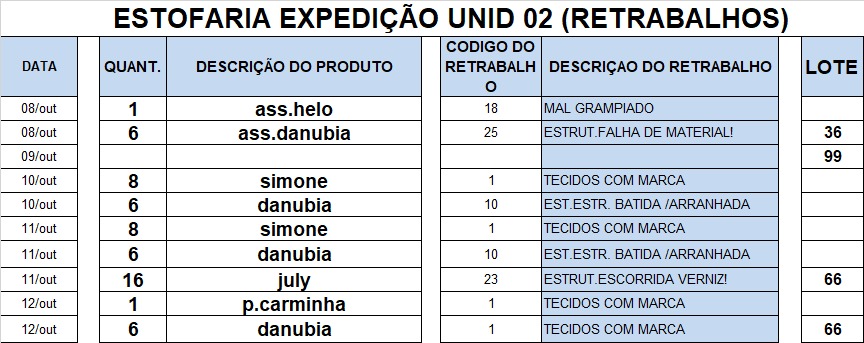 ESTOFARIA EXPEDIÇÃO UNID 02 (RETRABALHOS)
DATA QUANT. DESCRIÇÃO DO PRODUTO CODIGO DO RETRABALHO DESCRIÇAO DO RETRABALHO LOTE
08/out 1 ass.helo 18 MAL GRAMPIADO
08/out 6 ass.danubia 25 ESTRUT.FALHA DE MATERIAL! 36
09/out 99
10/out 8 simone 1 TECIDOS COM MARCA
10/out 6 danubia 10 EST.ESTR. BATIDA /ARRANHADA
11/out 8 simone 1 TECIDOS COM MARCA
11/out 6 danubia 10 EST.ESTR. BATIDA /ARRANHADA
11/out 16 july 23 ESTRUT.ESCORRIDA VERNIZ! 66
12/out 1 p.carminha 1 TECIDOS COM MARCA
12/out 6 danubia 1 TECIDOS COM MARCA 66